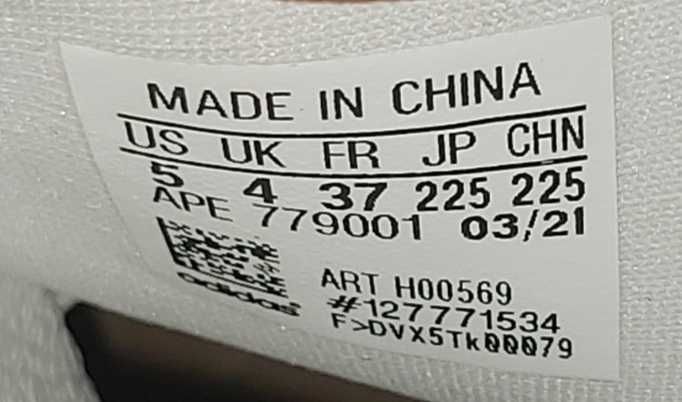 MADE IN CHINA
US UK FR JP CHN
5 4 37 225 225
APE 779001 03/21
adidas
ART H00569
#127771534
F>DVX5Tk00079